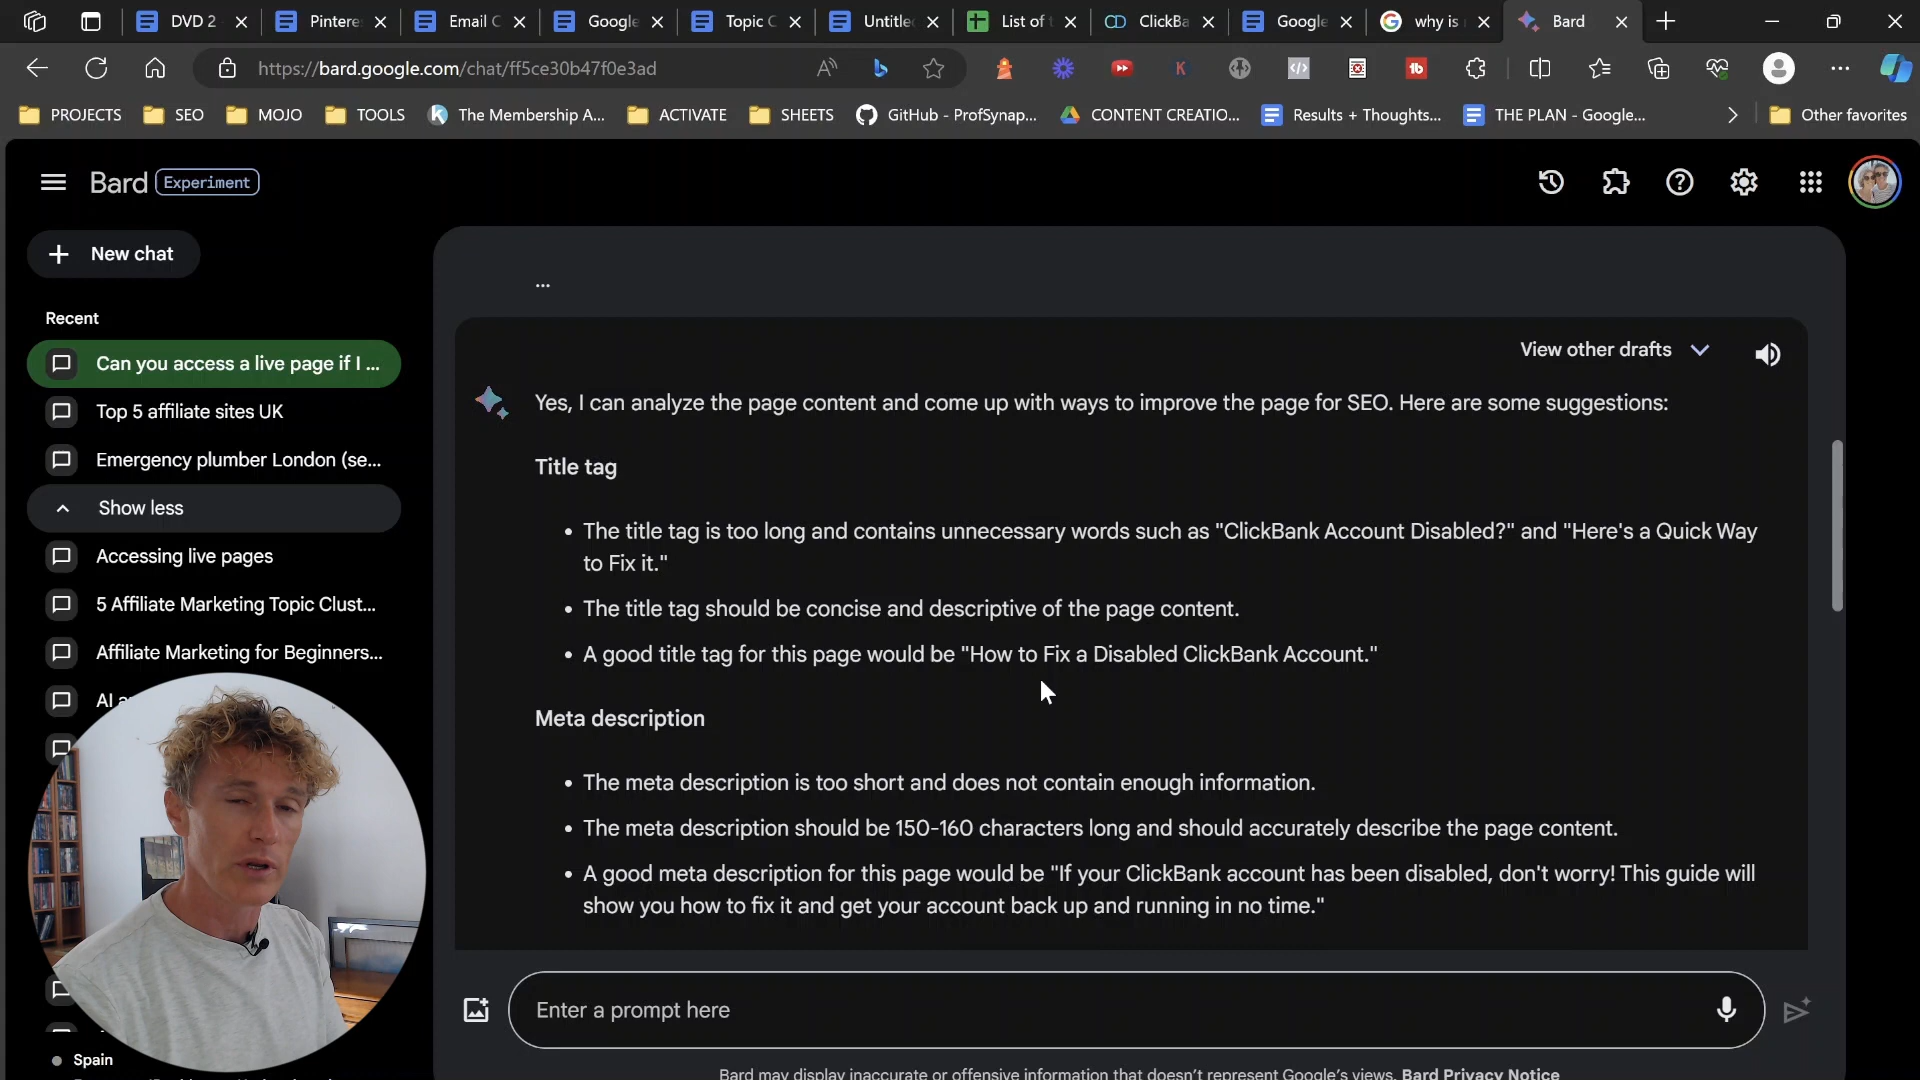 DVD 2
Pintere
Email C
Google
Topic C
Untitle
List of t
ClickBa
Google
why is
Bard
https://bard.google.com/chat/ff5ce30b47f0e3ad
PROJECTS
SEO
MOJO
TOOLS
The Membership A...
ACTIVATE
SHEETS
GitHub - ProfSynap...
CONTENT CREATIO...
Results + Thoughts...
THE PLAN - Google...
Other favorites
Bard Experiment
New chat
Recent
Can you access a live page if I ...
Top 5 affiliate sites UK
Emergency plumber London (se...
Show less
Accessing live pages
5 Affiliate Marketing Topic Clust...
Affiliate Marketing for Beginners...
Spain
...
View other drafts
Yes, I can analyze the page content and come up with ways to improve the page for SEO. Here are some suggestions:
Title tag
• The title tag is too long and contains unnecessary words such as "ClickBank Account Disabled?" and "Here's a Quick Way
to Fix it."
• The title tag should be concise and descriptive of the page content.
• A good title tag for this page would be "How to Fix a Disabled ClickBank Account."
Meta description
• The meta description is too short and does not contain enough information.
• The meta description should be 150-160 characters long and should accurately describe the page content.
• A good meta description for this page would be "If your ClickBank account has been disabled, don't worry! This guide will
show you how to fix it and get your account back up and running in no time."
Enter a prompt here
Bard may display inaccurate or offensive information that doesn't represent Google's views. Bard Privacy Notice